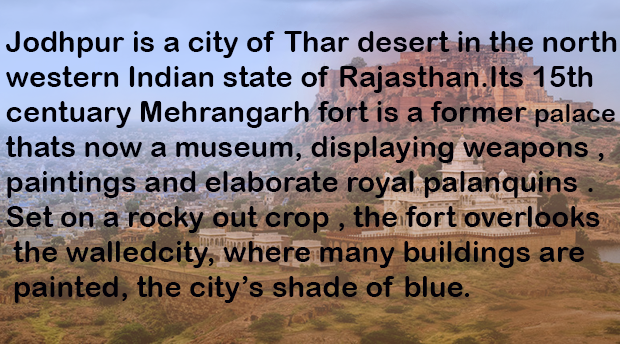 Jodhpur is a city of Thar desert in the north
western Indian state of Rajasthan.Its 15th
centuary Mehrangarh fort is a former palace
thats now a museum, displaying weapons ,
paintings and elaborate royal palanquins .
Set on a rocky out crop , the fort overlooks
the walledcity, where many buildings are
painted, the city’s shade of blue.